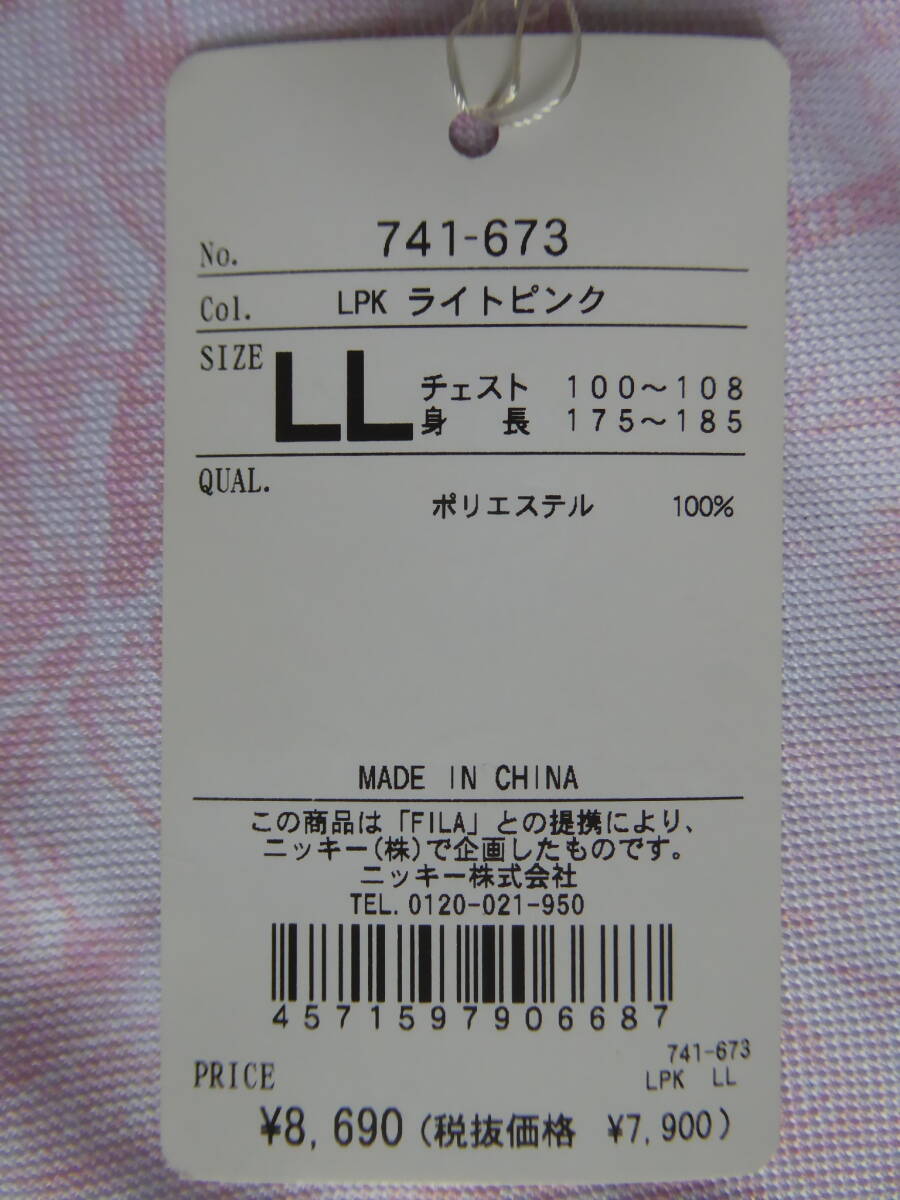 No. 741-673
Col. LPK ライトピンク
SIZE LL チェスト 100～108
身長 175～185
QUAL.
ポリエステル 100%
MADE IN CHINA
この商品は「FILA」との提携により、
ニッキー(株)で企画したものです。
ニッキー株式会社
TEL. 0120-021-950
4571597906687
741-673
PRICE LPK LL
¥8,690 (税抜価格 ¥7,900)